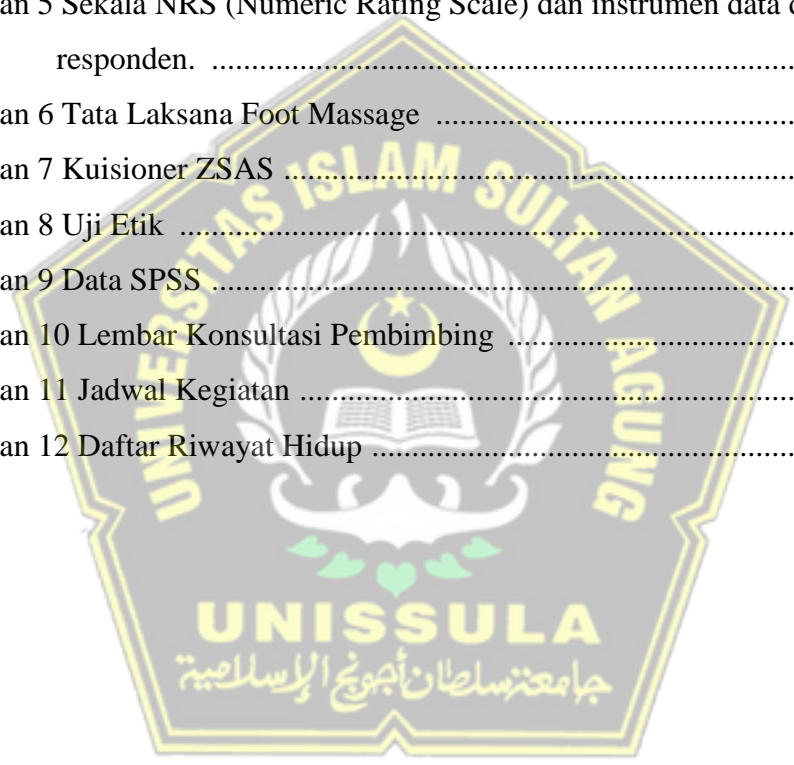 an 5 Sekala NRS (Numeric Rating Scale) dan instrumen data
responden. ........................................................................
an 6 Tata Laksana Foot Massage ............................................
an 7 Kuisioner ZSAS ..............................................................
an 8 Uji Etik ..........................................................................
an 9 Data SPSS .....................................................................
an 10 Lembar Konsultasi Pembimbing ...................................
an 11 Jadwal Kegiatan ...........................................................
an 12 Daftar Riwayat Hidup ...................................................
UNIVERSITAS ISLAM SULTAN AGUNG
UNISSULA
جامعة سلطان أجونج الإسلامية